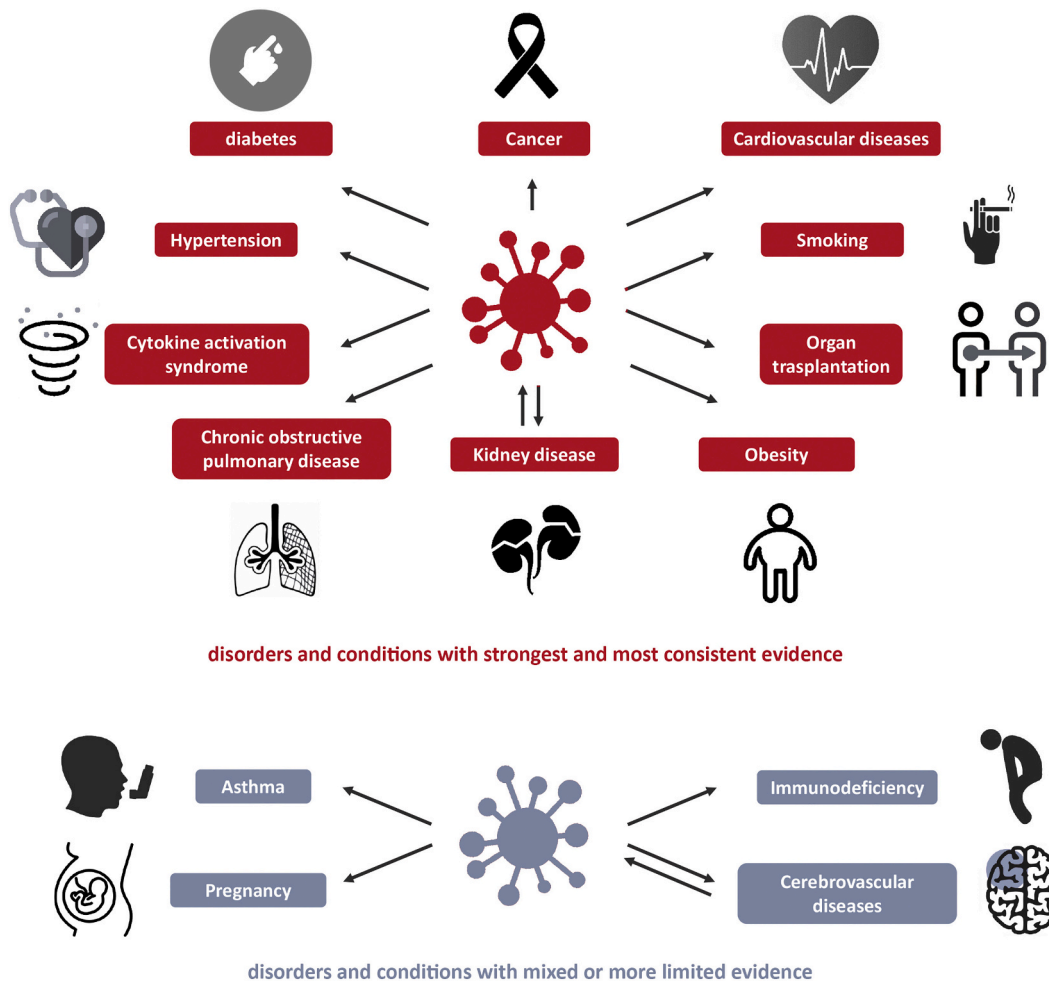 diabetes
Cancer
Cardiovascular diseases
Hypertension
Smoking
Cytokine activation
syndrome
Organ
trasplantation
Chronic obstructive
pulmonary disease
Kidney disease
Obesity
disorders and conditions with strongest and most consistent evidence
Asthma
Immunodeficiency
Pregnancy
Cerebrovascular
diseases
disorders and conditions with mixed or more limited evidence